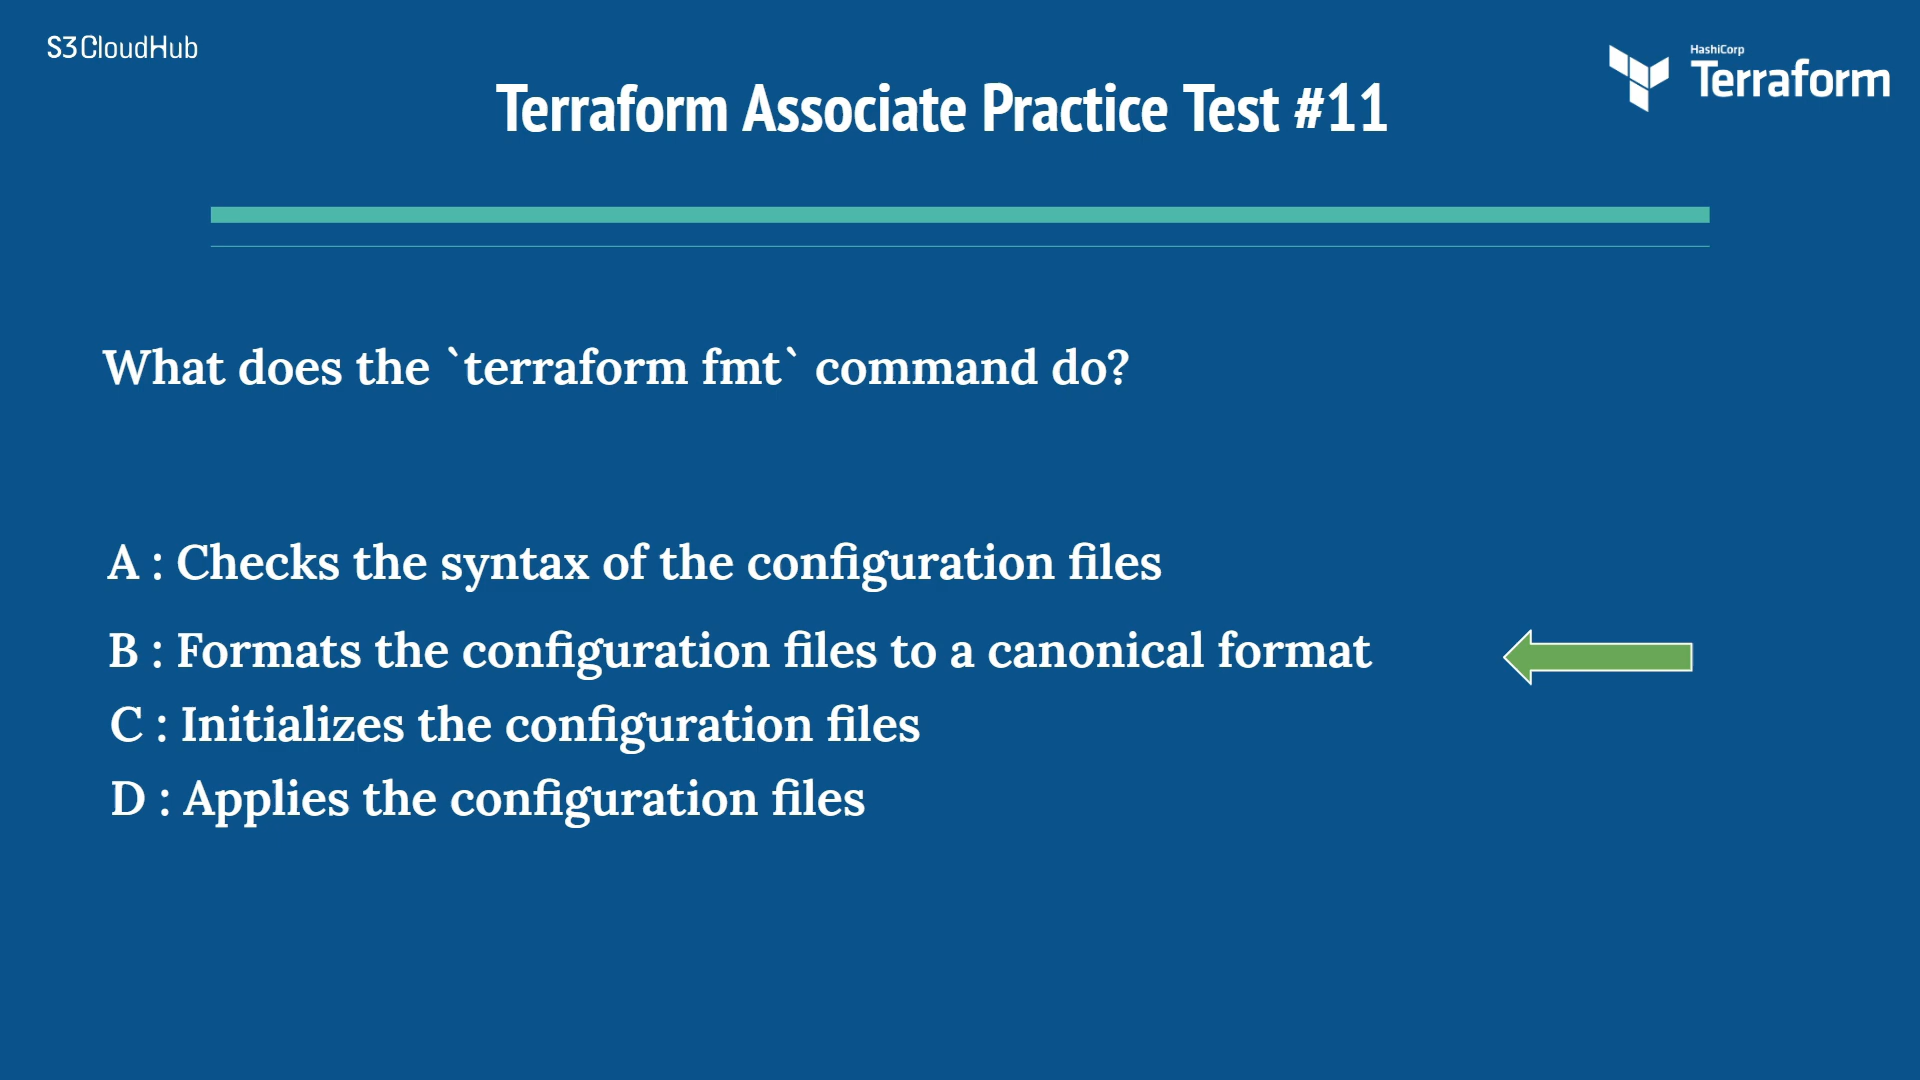 S3CloudHub
HashiCorp
Terraform
Terraform Associate Practice Test #11
What does the `terraform fmt` command do?
A : Checks the syntax of the configuration files
B : Formats the configuration files to a canonical format
C : Initializes the configuration files
D : Applies the configuration files